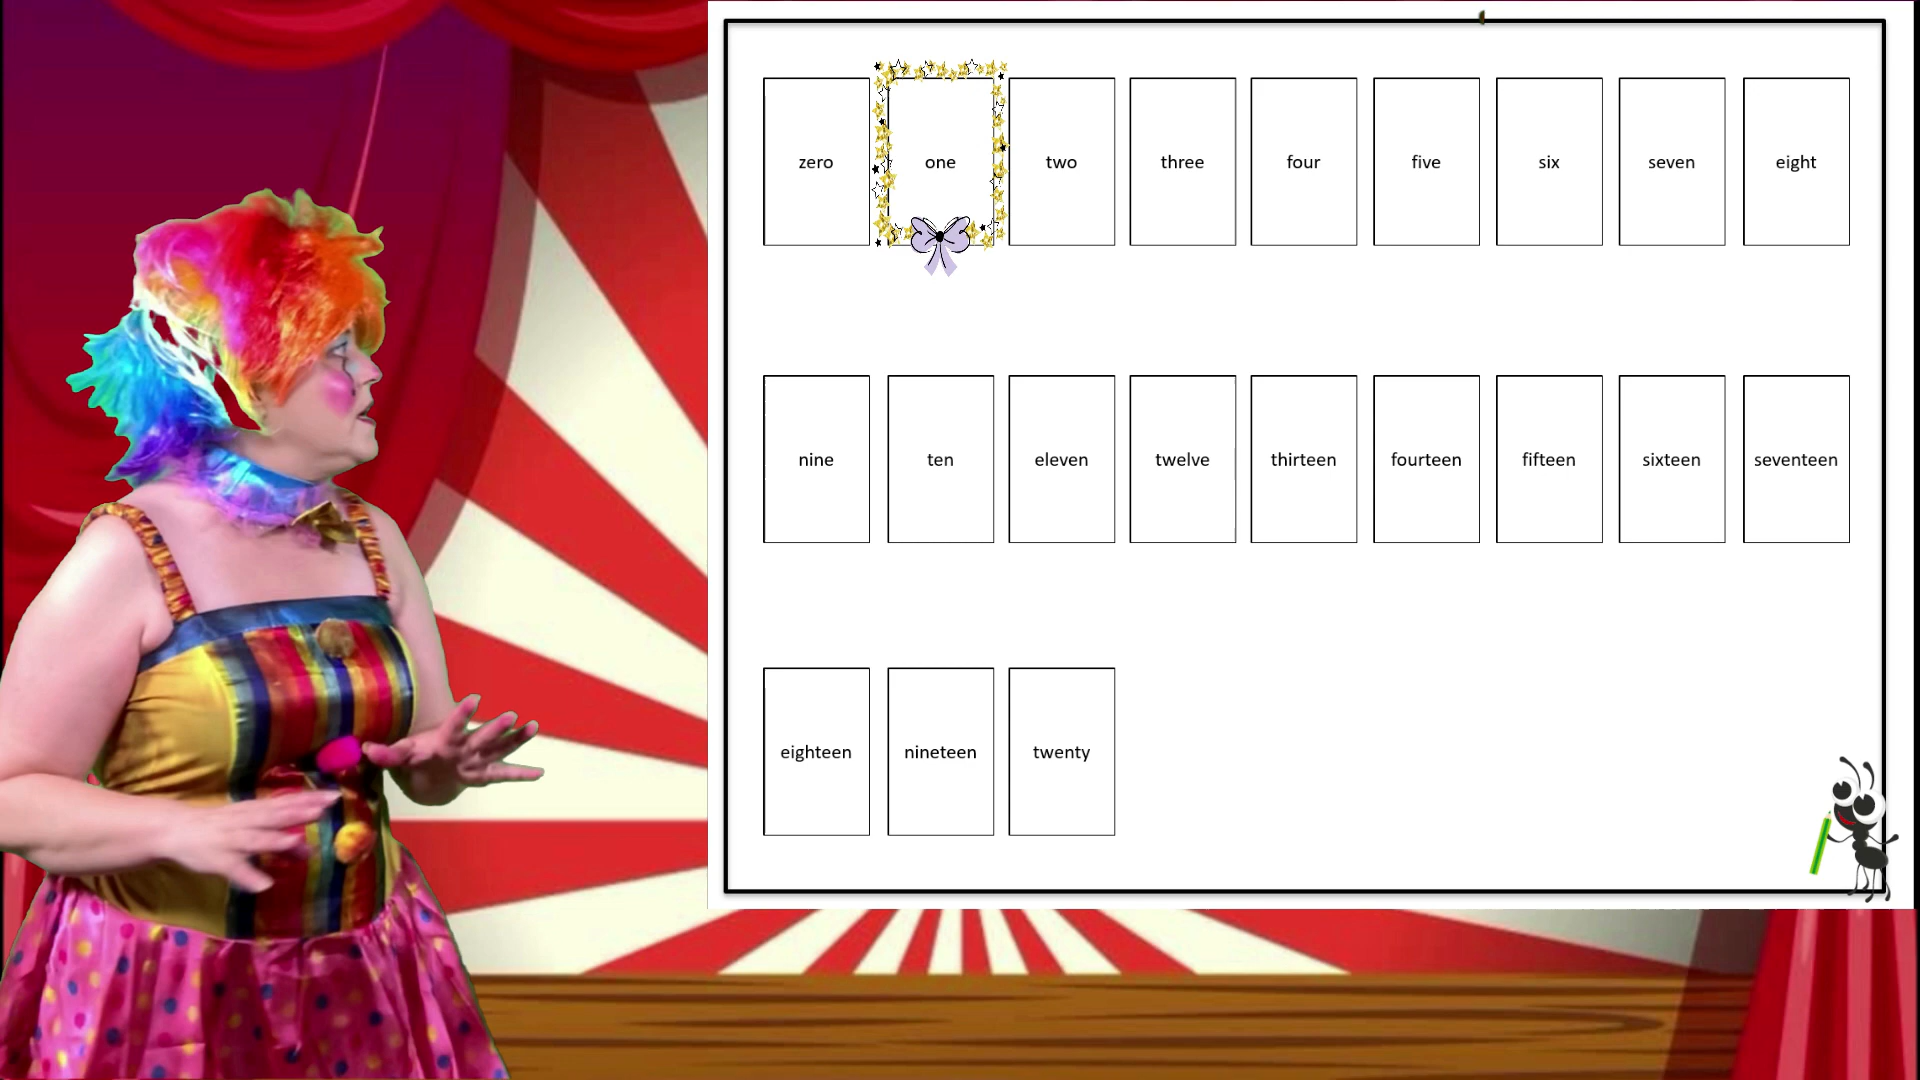 zero one two three four five six seven eight
nine ten eleven twelve thirteen fourteen fifteen sixteen seventeen
eighteen nineteen twenty